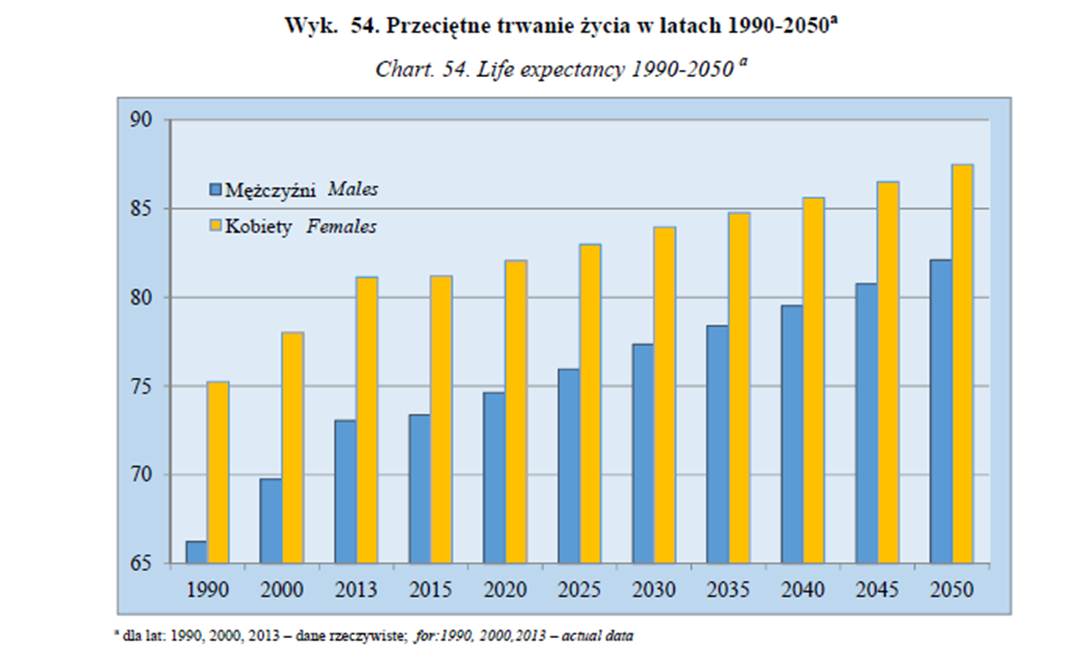 Wyk. 54. Przeciętne trwanie życia w latach 1990-2050ª
Chart. 54. Life expectancy 1990-2050 ª
90
Mężczyźni Males
85
Kobiety Females
80
75
70
65
1990 2000 2013 2015 2020 2025 2030 2035 2040 2045 2050
ª dla lat: 1990, 2000, 2013 – dane rzeczywiste; for:1990, 2000,2013 – actual data